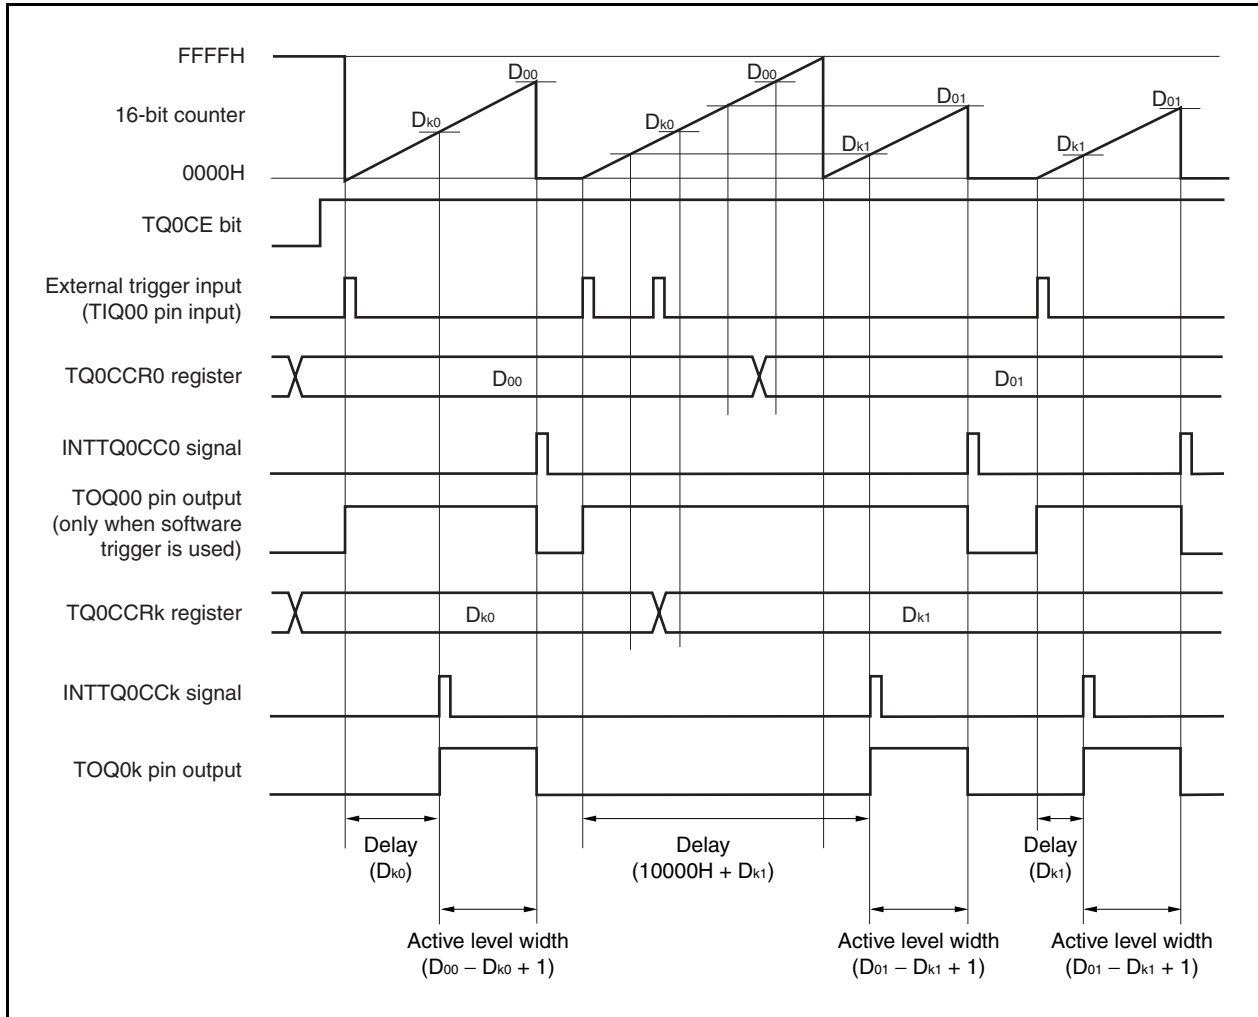 FFFFH
D00
D00
16-bit counter
Dk0
Dk0
D01
D01
Dk1
Dk1
0000H
TQ0CE bit
External trigger input
(TIQ00 pin input)
TQ0CCR0 register
D00
D01
INTTQ0CC0 signal
TOQ00 pin output
(only when software
trigger is used)
TQ0CCRk register
Dk0
Dk1
INTTQ0CCk signal
TOQ0k pin output
Delay
(Dk0)
Delay
(10000H + Dk1)
Delay
(Dk1)
Active level width
(D00 − Dk0 + 1)
Active level width
(D01 − Dk1 + 1)
Active level width
(D01 − Dk1 + 1)